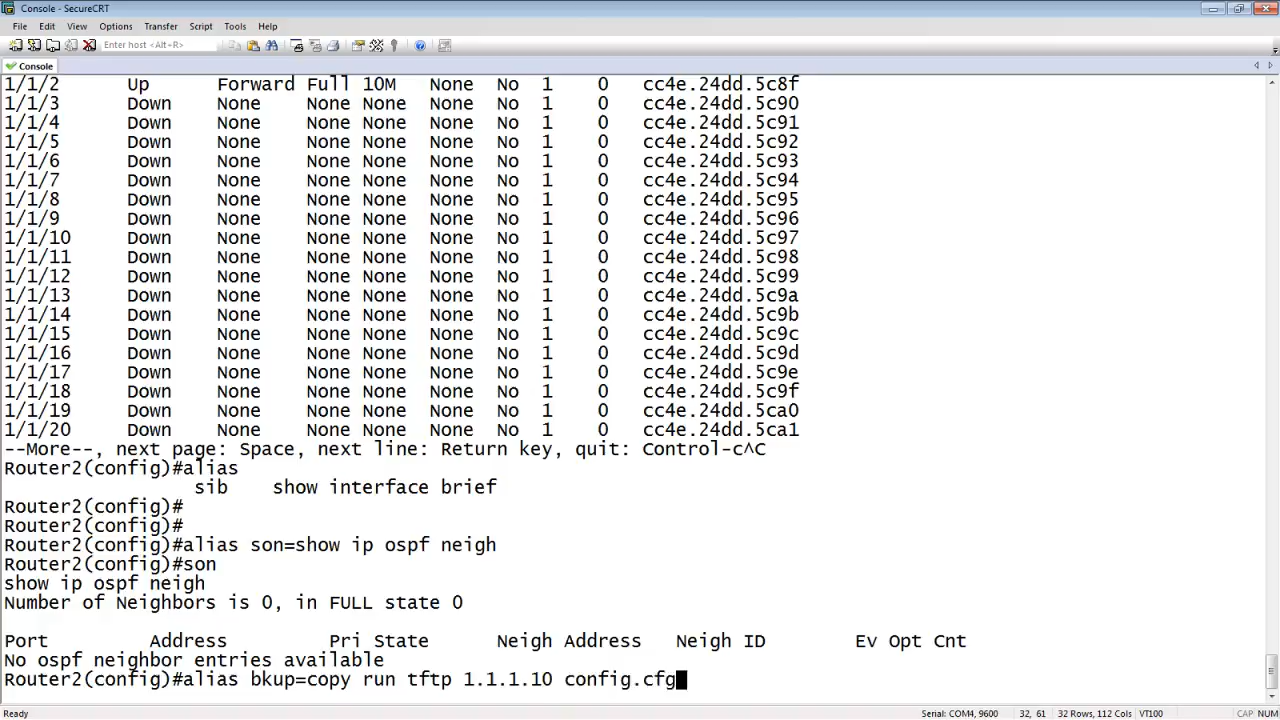 Console - SecureCRT
File Edit View Options Transfer Script Tools Help
Enter host <Alt+R>
Console
1/1/2 Up Forward Full 10M None No 1 0 cc4e.24dd.5c8f
1/1/3 Down None None None None No 1 0 cc4e.24dd.5c90
1/1/4 Down None None None None No 1 0 cc4e.24dd.5c91
1/1/5 Down None None None None No 1 0 cc4e.24dd.5c92
1/1/6 Down None None None None No 1 0 cc4e.24dd.5c93
1/1/7 Down None None None None No 1 0 cc4e.24dd.5c94
1/1/8 Down None None None None No 1 0 cc4e.24dd.5c95
1/1/9 Down None None None None No 1 0 cc4e.24dd.5c96
1/1/10 Down None None None None No 1 0 cc4e.24dd.5c97
1/1/11 Down None None None None No 1 0 cc4e.24dd.5c98
1/1/12 Down None None None None No 1 0 cc4e.24dd.5c99
1/1/13 Down None None None None No 1 0 cc4e.24dd.5c9a
1/1/14 Down None None None None No 1 0 cc4e.24dd.5c9b
1/1/15 Down None None None None No 1 0 cc4e.24dd.5c9c
1/1/16 Down None None None None No 1 0 cc4e.24dd.5c9d
1/1/17 Down None None None None No 1 0 cc4e.24dd.5c9e
1/1/18 Down None None None None No 1 0 cc4e.24dd.5c9f
1/1/19 Down None None None None No 1 0 cc4e.24dd.5ca0
1/1/20 Down None None None None No 1 0 cc4e.24dd.5ca1
--More--, next page: Space, next line: Return key, quit: Control-c^C
Router2(config)#alias
sib show interface brief
Router2(config)#
Router2(config)#
Router2(config)#alias son=show ip ospf neigh
Router2(config)#son
show ip ospf neigh
Number of Neighbors is 0, in FULL state 0
Port Address Pri State Neigh Address Neigh ID Ev Opt Cnt
No ospf neighbor entries available
Router2(config)#alias bkup=copy run tftp 1.1.1.10 config.cfg
Ready Serial: COM4, 9600 32, 61 32 Rows, 112 Cols VT100 CAP NUM